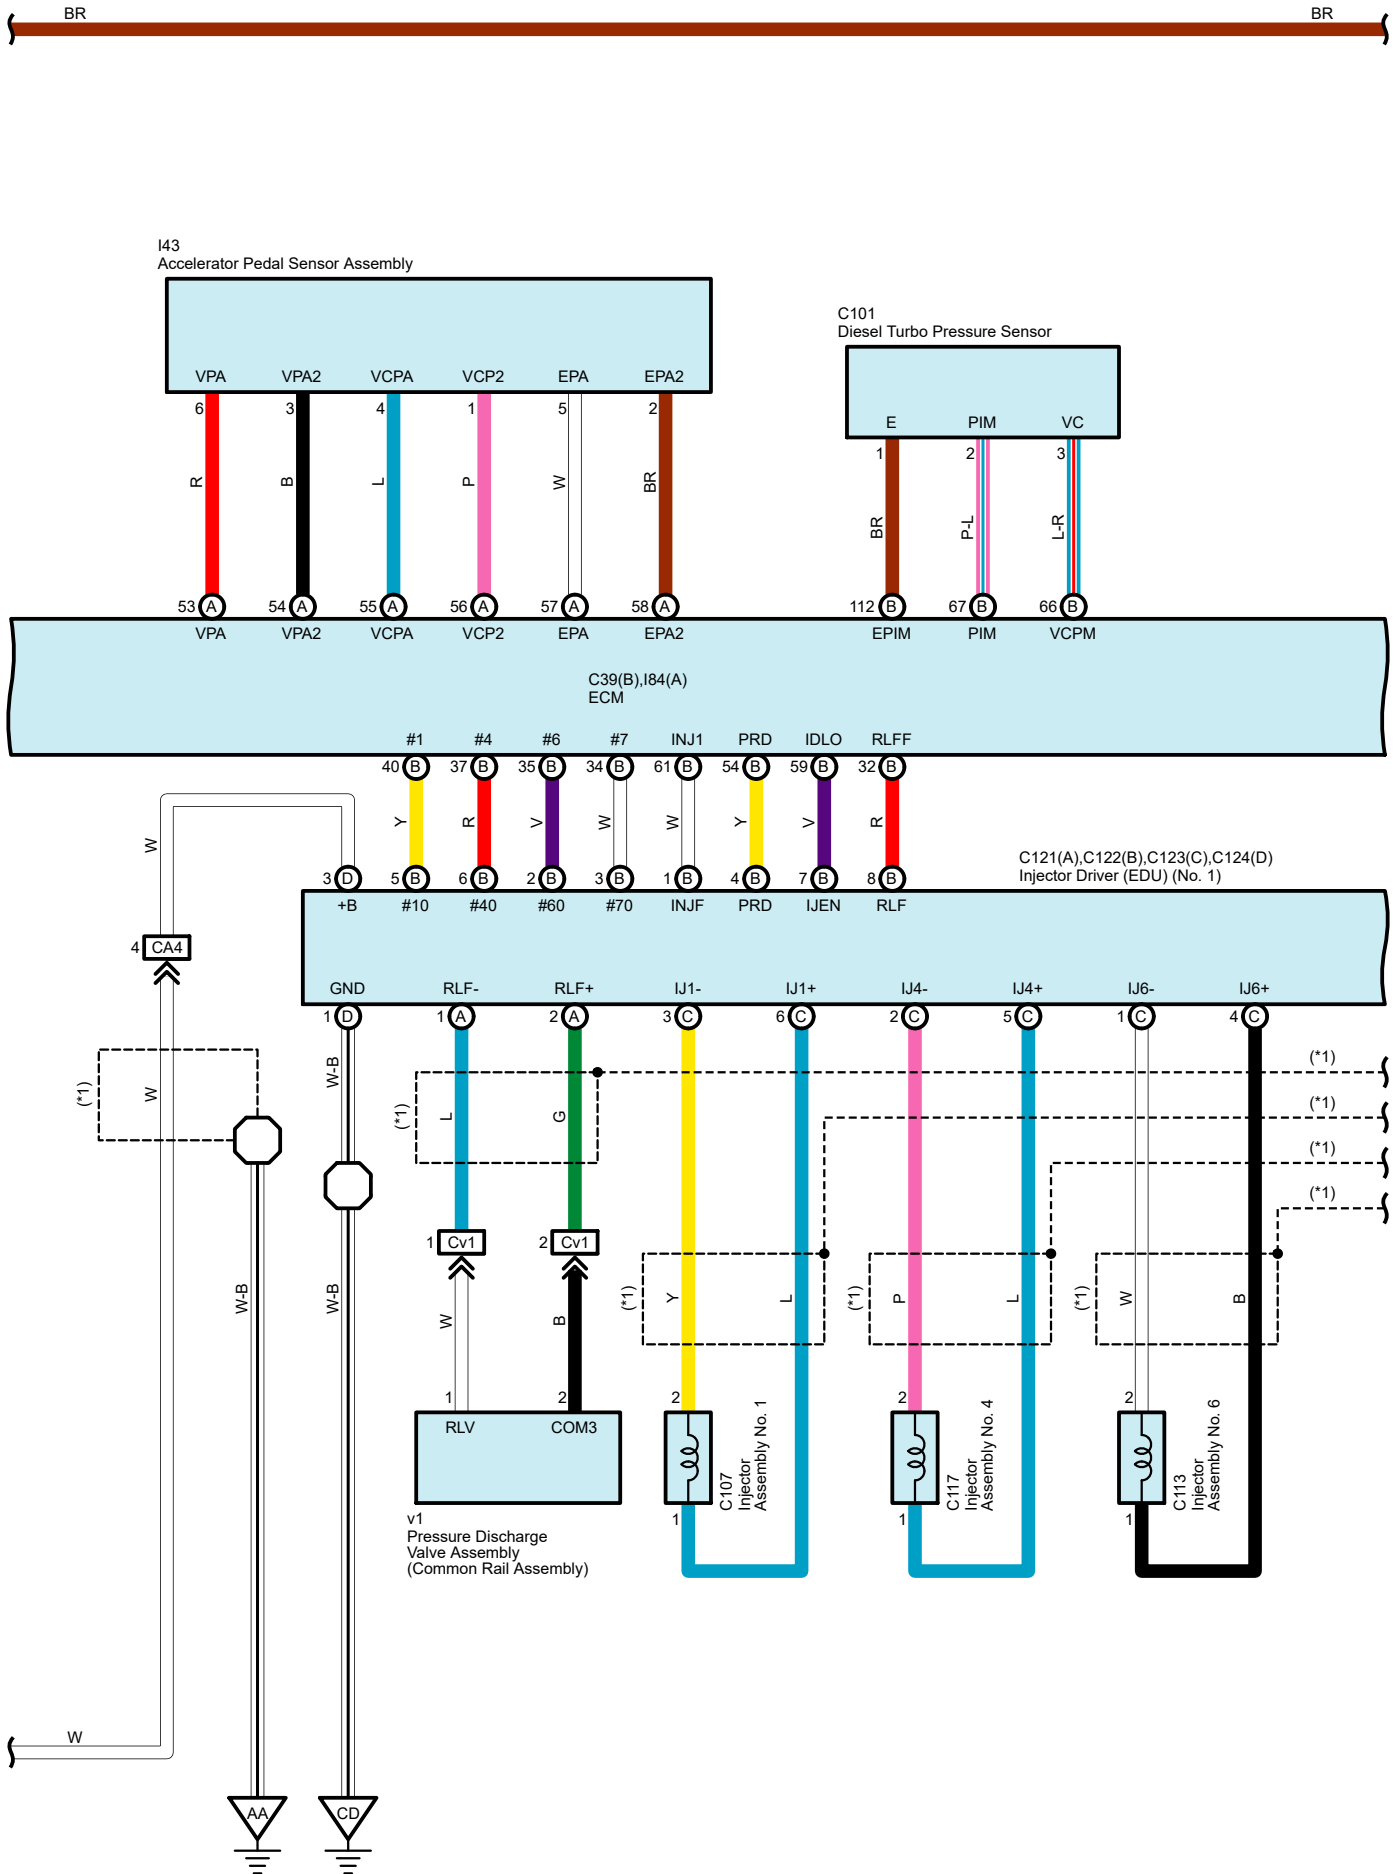 BR BR
I43
Accelerator Pedal Sensor Assembly
C101
Diesel Turbo Pressure Sensor
VPA VPA2 VCPA VCP2 EPA EPA2
6 3 4 1 5 2
E PIM VC
1 2 3
R B L P W BR
BR P-L L-R
53 A 54 A 55 A 56 A 57 A 58 A 112 B 67 B 66 B
VPA VPA2 VCPA VCP2 EPA EPA2 EPIM PIM VCPM
C39(B),I84(A)
ECM
#1 #4 #6 #7 INJ1 PRD IDLO RLFF
40 B 37 B 35 B 34 B 61 B 54 B 59 B 32 B
W Y R V W W Y V R
C121(A),C122(B),C123(C),C124(D)
Injector Driver (EDU) (No. 1)
3 D 5 B 6 B 2 B 3 B 1 B 4 B 7 B 8 B
+B #10 #40 #60 #70 INJF PRD IJEN RLF
4 CA4
GND RLF- RLF+ IJ1- IJ1+ IJ4- IJ4+ IJ6- IJ6+
1 D 1 A 2 A 3 C 6 C 2 C 5 C 1 C 4 C
(*1)
W-B
(*1) W
(*1) L G
(*1)
(*1)
(*1)
1 Cv1 2 Cv1
W-B W-B W B
(*1) Y L (*1) P L (*1) W B
1 2 2 2 2
RLV COM3
C107
Injector
Assembly No. 1
C117
Injector
Assembly No. 4
C113
Injector
Assembly No. 6
1 1 1
v1
Pressure Discharge
Valve Assembly
(Common Rail Assembly)
W
AA CD